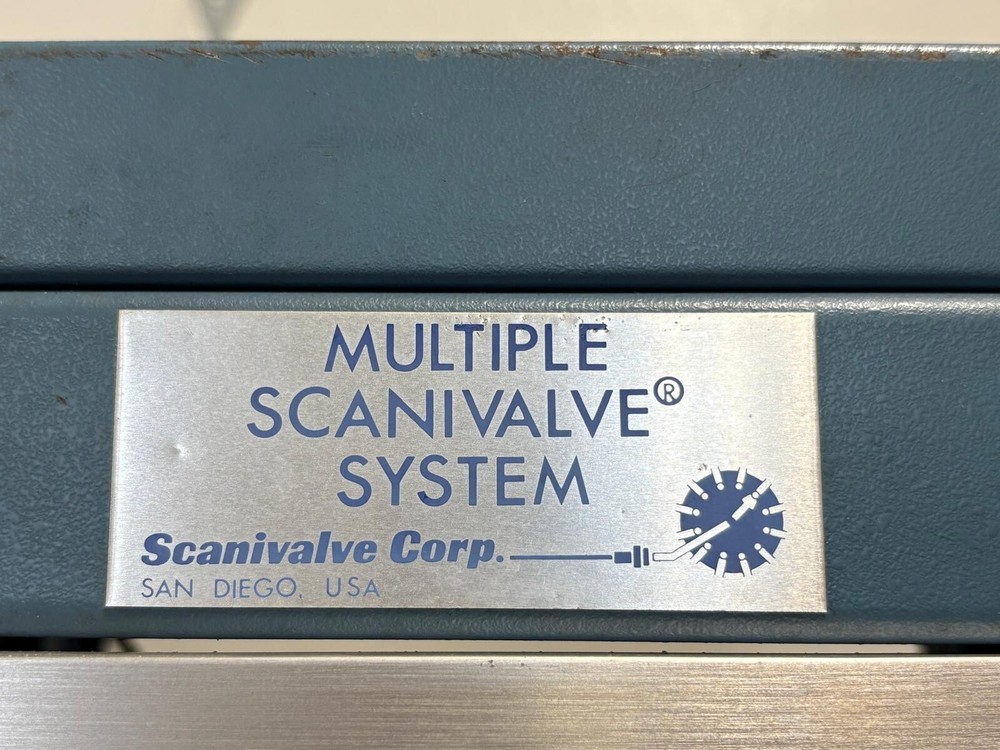 MULTIPLE
SCANIVALVE®
SYSTEM
Scanivalve Corp.
SAN DIEGO, USA